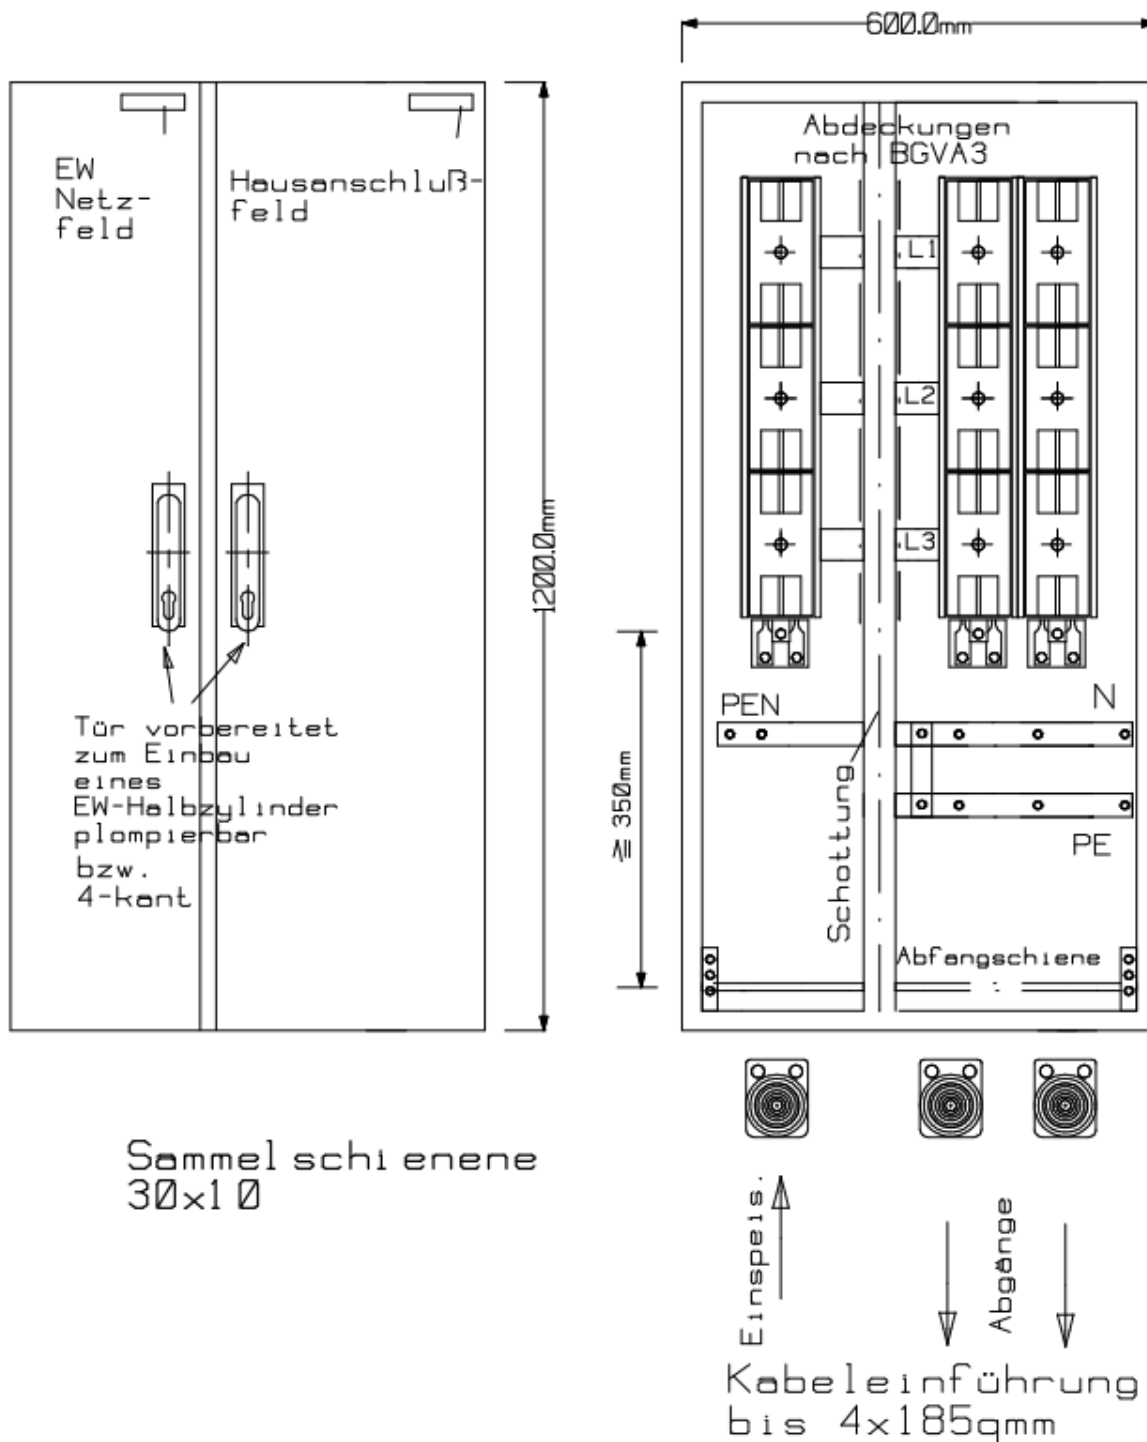 600.0mm
EW
Netz-
feld
Hausanschluß-
feld
Abdeckungen
nach BGVA3
L1
L2
L3
1200.0mm
Tür vorbereitet
zum Einbau
eines
EW-Halbzylinder
plompierbar
bzw.
4-kant
≥ 350mm
PEN
N
Schottung
PE
Abfangschiene
Sammelschienene
30x10
Einspeis.
Abgänge
Kabeleinführung
bis 4x185qmm